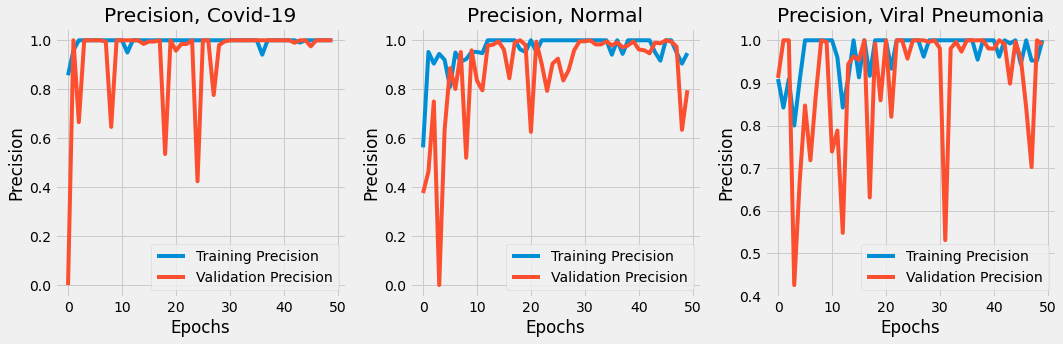 Precision, Covid-19
1.0
0.8
0.6
0.4
0.2
0.0
Precision
0 10 20 30 40 50
Epochs
Training Precision
Validation Precision
Precision, Normal
1.0
0.8
0.6
0.4
0.2
0.0
Precision
0 10 20 30 40 50
Epochs
Training Precision
Validation Precision
Precision, Viral Pneumonia
1.0
0.9
0.8
0.7
0.6
0.5
0.4
Precision
0 10 20 30 40 50
Epochs
Training Precision
Validation Precision